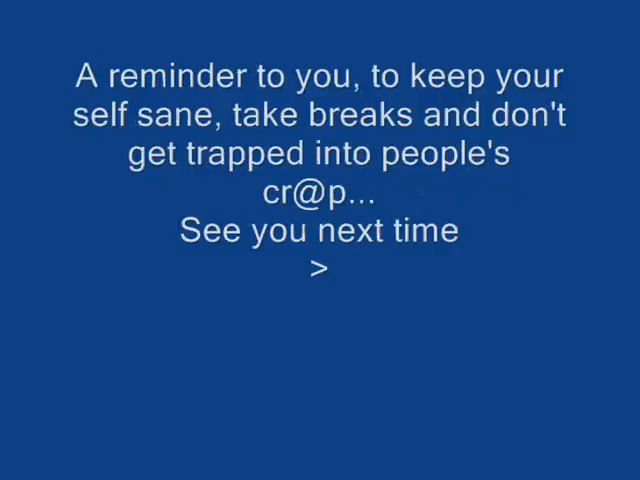 A reminder to you, to keep your
self sane, take breaks and don't
get trapped into people's
cr@p...
See you next time
>